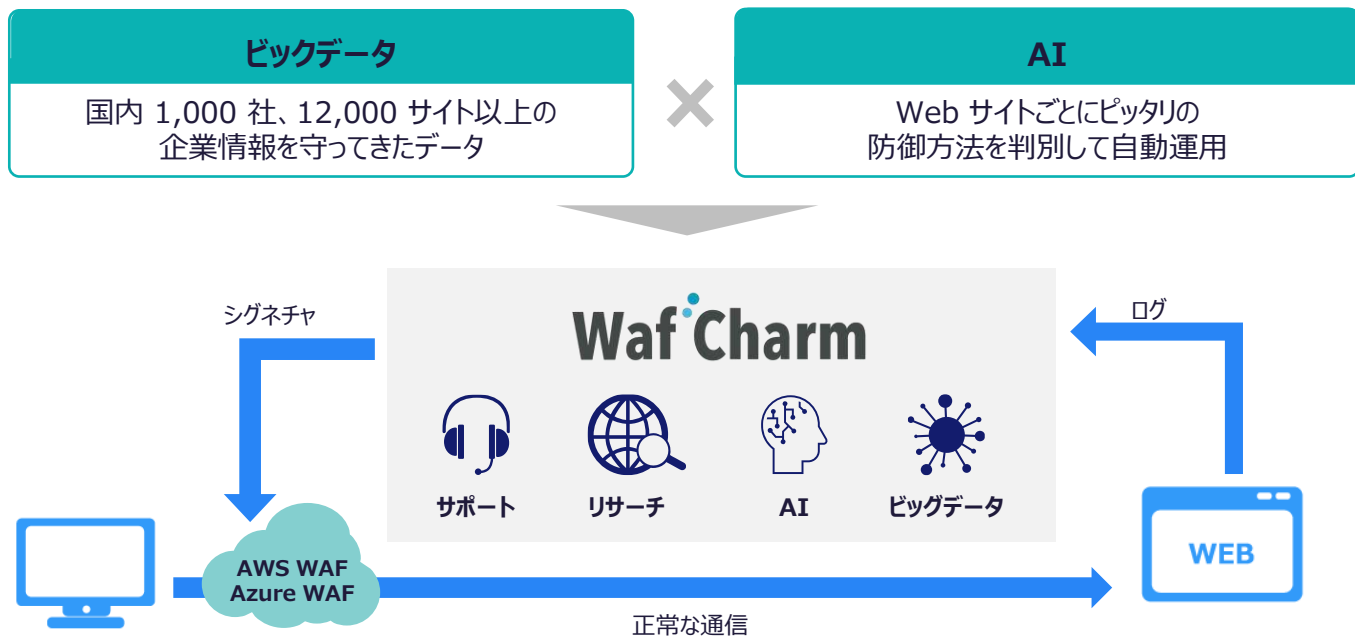 ビックデータ
国内 1,000 社、12,000 サイト以上の
企業情報を守ってきたデータ
×
AI
Web サイトごとにピッタリの
防御方法を判別して自動運用
シグネチャ
WafCharm
ログ
サポート
リサーチ
AI
ビッグデータ
AWS WAF
Azure WAF
WEB
正常な通信